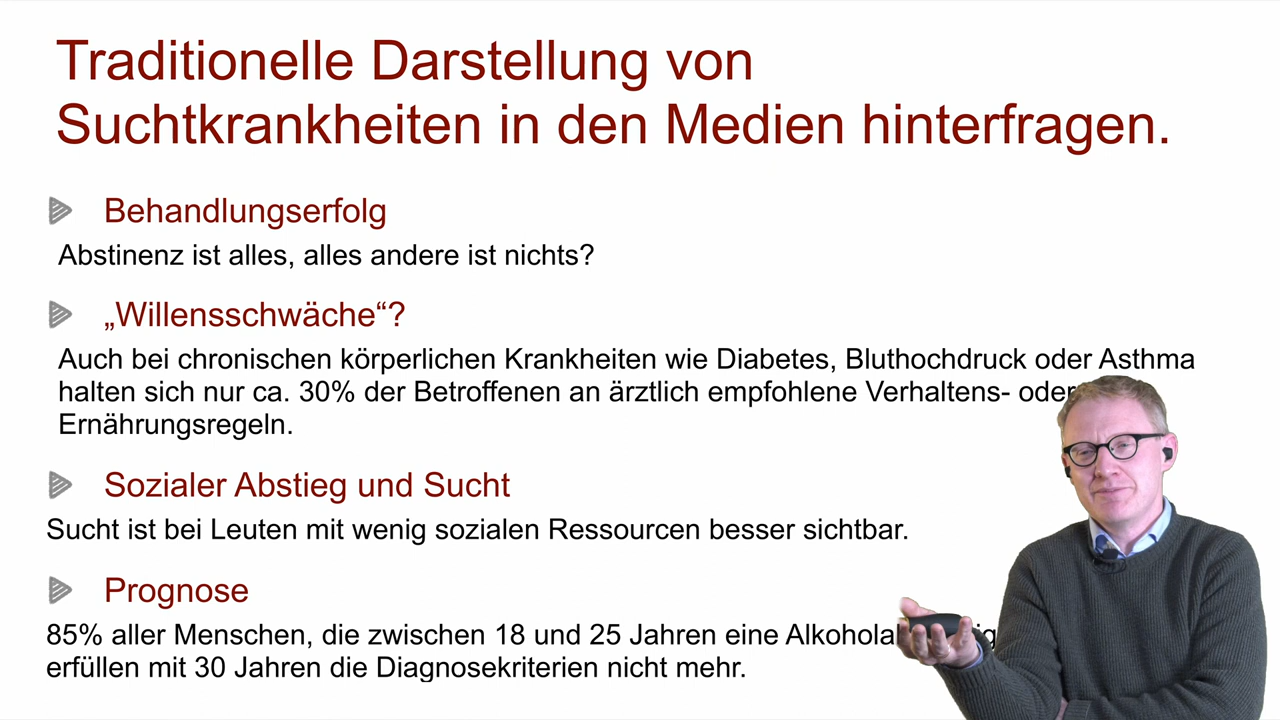 Traditionelle Darstellung von
Suchtkrankheiten in den Medien hinterfragen.
Behandlungserfolg
Abstinenz ist alles, alles andere ist nichts?
„Willensschwäche“?
Auch bei chronischen körperlichen Krankheiten wie Diabetes, Bluthochdruck oder Asthma
halten sich nur ca. 30% der Betroffenen an ärztlich empfohlene Verhaltens- oder
Ernährungsregeln.
Sozialer Abstieg und Sucht
Sucht ist bei Leuten mit wenig sozialen Ressourcen besser sichtbar.
Prognose
85% aller Menschen, die zwischen 18 und 25 Jahren eine
erfüllen mit 30 Jahren die Diagnosekriterien nicht mehr.